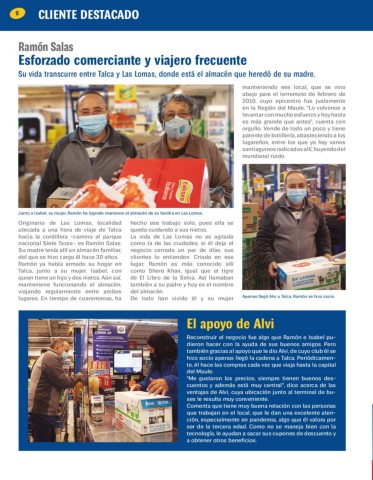 6
CLIENTE DESTACADO
Ramón Salas
Esforzado comerciante y viajero frecuente
Su vida transcurre entre Talca y Las Lomas, donde está el almacén que heredó de su madre.
Junto a Isabel, su mujer, Ramón ha logrado mantener el almacén de su familia en Las Lomas.
Originario de Las Lomas, localidad
ubicada a una hora de viaje de Talca
hacia la cordillera -camino al parque
nacional Siete Tazas-, es Ramón Salas.
Su madre tenía allí un almacén familiar,
del que se hizo cargo él hace 30 años.
Ramón ya había armado su hogar en
Talca, junto a su mujer, Isabel, con
quien tiene un hijo y dos nietos. Aún así,
mantiene funcionando el almacén,
viajando regularmente entre ambos
lugares. En tiempo de cuarentenas, ha
hecho ese trabajo solo, pues ella se
queda cuidando a sus nietos.
La vida de Las Lomas no es agitada
como la de las ciudades; si él deja el
negocio cerrado un par de días, sus
clientes lo entienden. Criado en ese
lugar, Ramón es más conocido allí
como Shere Khan, igual que el tigre
de El Libro de la Selva. Así llamaban
también a su padre y hoy es el nombre
del almacén.
De todo han vivido él y su mujer
manteniendo ese local, que se vino
abajo para el terremoto de febrero de
2010, cuyo epicentro fue justamente
en la Región del Maule. "Lo volvimos a
levantar con mucho esfuerzo y hoy hasta
es más grande que antes", cuenta con
orgullo. Vende de todo un poco y tiene
patente de botillería, abasteciendo a los
lugareños, entre los que ya hay varios
santiaguinos radicados allí, huyendo del
mundanal ruido.
Apenas llegó Alvi a Talca, Ramón se hizo socio.
El apoyo de Alvi
Reconstruir el negocio fue algo que Ramón e Isabel pu-
dieron hacer con la ayuda de sus buenos amigos. Pero
también gracias al apoyo que le dio Alvi, de cuyo club él se
hizo socio apenas llegó la cadena a Talca. Periódicamen-
te, él hace las compras cada vez que viaja hasta la capital
del Maule.
"Me gustaron los precios, siempre tienen buenos des-
cuentos y además está muy central", dice acerca de las
ventajas de Alvi, cuya ubicación junto al terminal de bu-
ses le resulta muy conveniente.
Comenta que tiene muy buena relación con las personas
que trabajan en el local, que le dan una excelente aten-
ción, especialmente en pandemia, algo que él valora por
ser de la tercera edad. Como no se maneja bien con la
tecnología, le ayudan a sacar sus cupones de descuento y
a obtener otros beneficios.